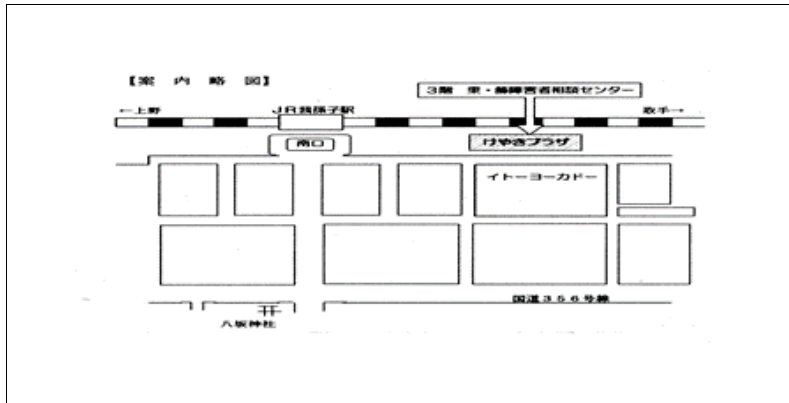 【案 内 略 図】
3階 東・葛障害者相談センター
←上野
JR我孫子駅
取手→
南口
けやきプラザ
イトーヨーカドー
国道356号線
八坂神社